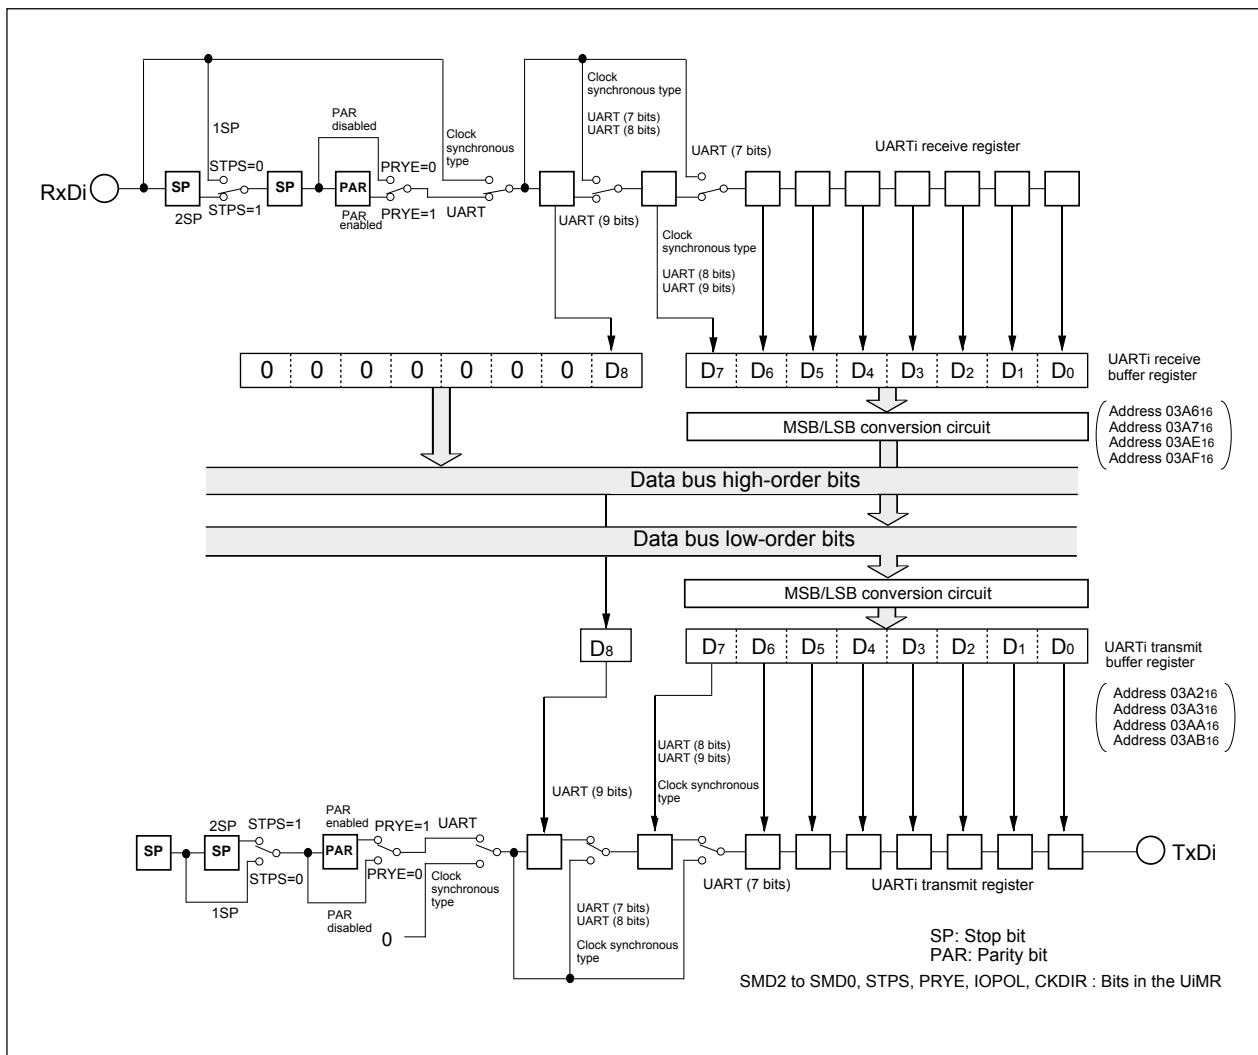 Clock
synchronous type
UART (7 bits)
UART (8 bits)
1SP
PAR
disabled
Clock
synchronous
type
UART (7 bits)
UARTi receive register
STPS=0
PRYE=0
RxDi
SP
SP
PAR
2SP
STPS=1
PAR
enabled
PRYE=1
UART
UART (9 bits)
Clock
synchronous type
UART (8 bits)
UART (9 bits)
0 0 0 0 0 0 0 D8
D7 D6 D5 D4 D3 D2 D1 D0
UARTi receive
buffer register
MSB/LSB conversion circuit
Address 03A616
Address 03A716
Address 03AE16
Address 03AF16
Data bus high-order bits
Data bus low-order bits
MSB/LSB conversion circuit
D8
D7 D6 D5 D4 D3 D2 D1 D0
UARTi transmit
buffer register
Address 03A216
Address 03A316
Address 03AA16
Address 03AB16
UART (8 bits)
UART (9 bits)
Clock synchronous
type
UART (9 bits)
PAR
enabled
2SP
STPS=1
PRYE=1
UART
SP
SP
PAR
TxDi
STPS=0
PRYE=0
Clock
synchronous
type
UART (7 bits)
UARTi transmit register
1SP
PAR
disabled
0
UART (7 bits)
UART (8 bits)
Clock synchronous
type
SP: Stop bit
PAR: Parity bit
SMD2 to SMD0, STPS, PRYE, IOPOL, CKDIR : Bits in the UiMR